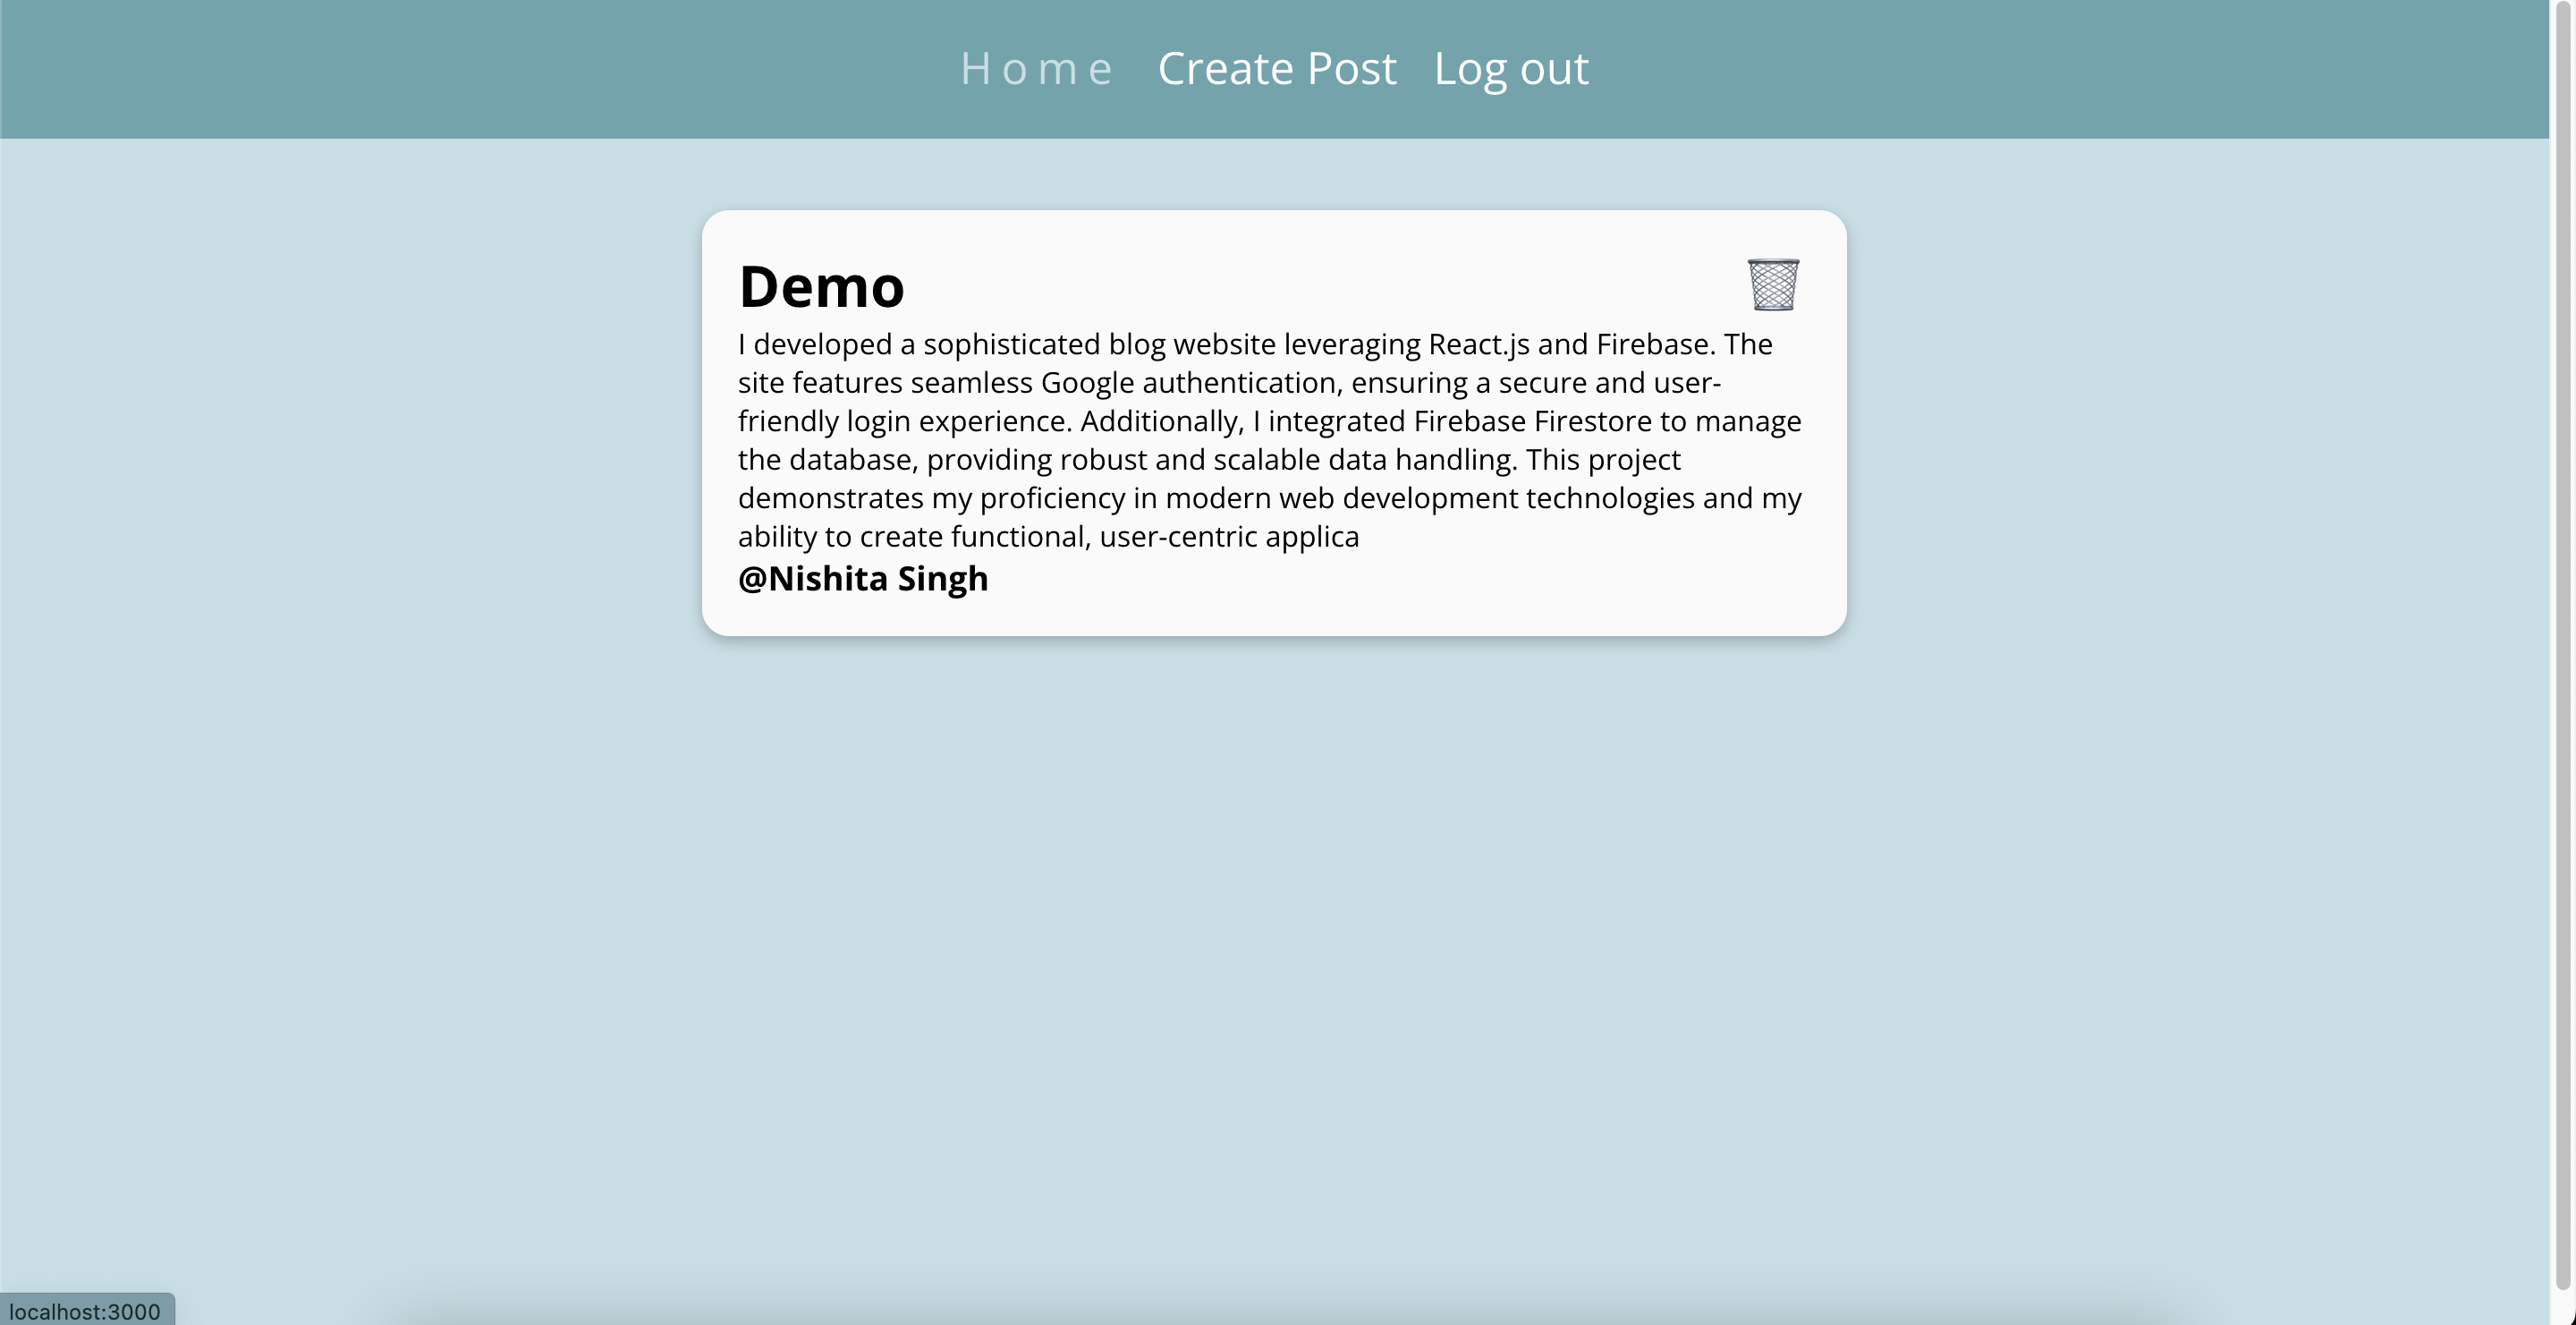 Home Create Post Log out
Demo
I developed a sophisticated blog website leveraging React.js and Firebase. The
site features seamless Google authentication, ensuring a secure and user-
friendly login experience. Additionally, I integrated Firebase Firestore to manage
the database, providing robust and scalable data handling. This project
demonstrates my proficiency in modern web development technologies and my
ability to create functional, user-centric applica
@Nishita Singh
localhost:3000